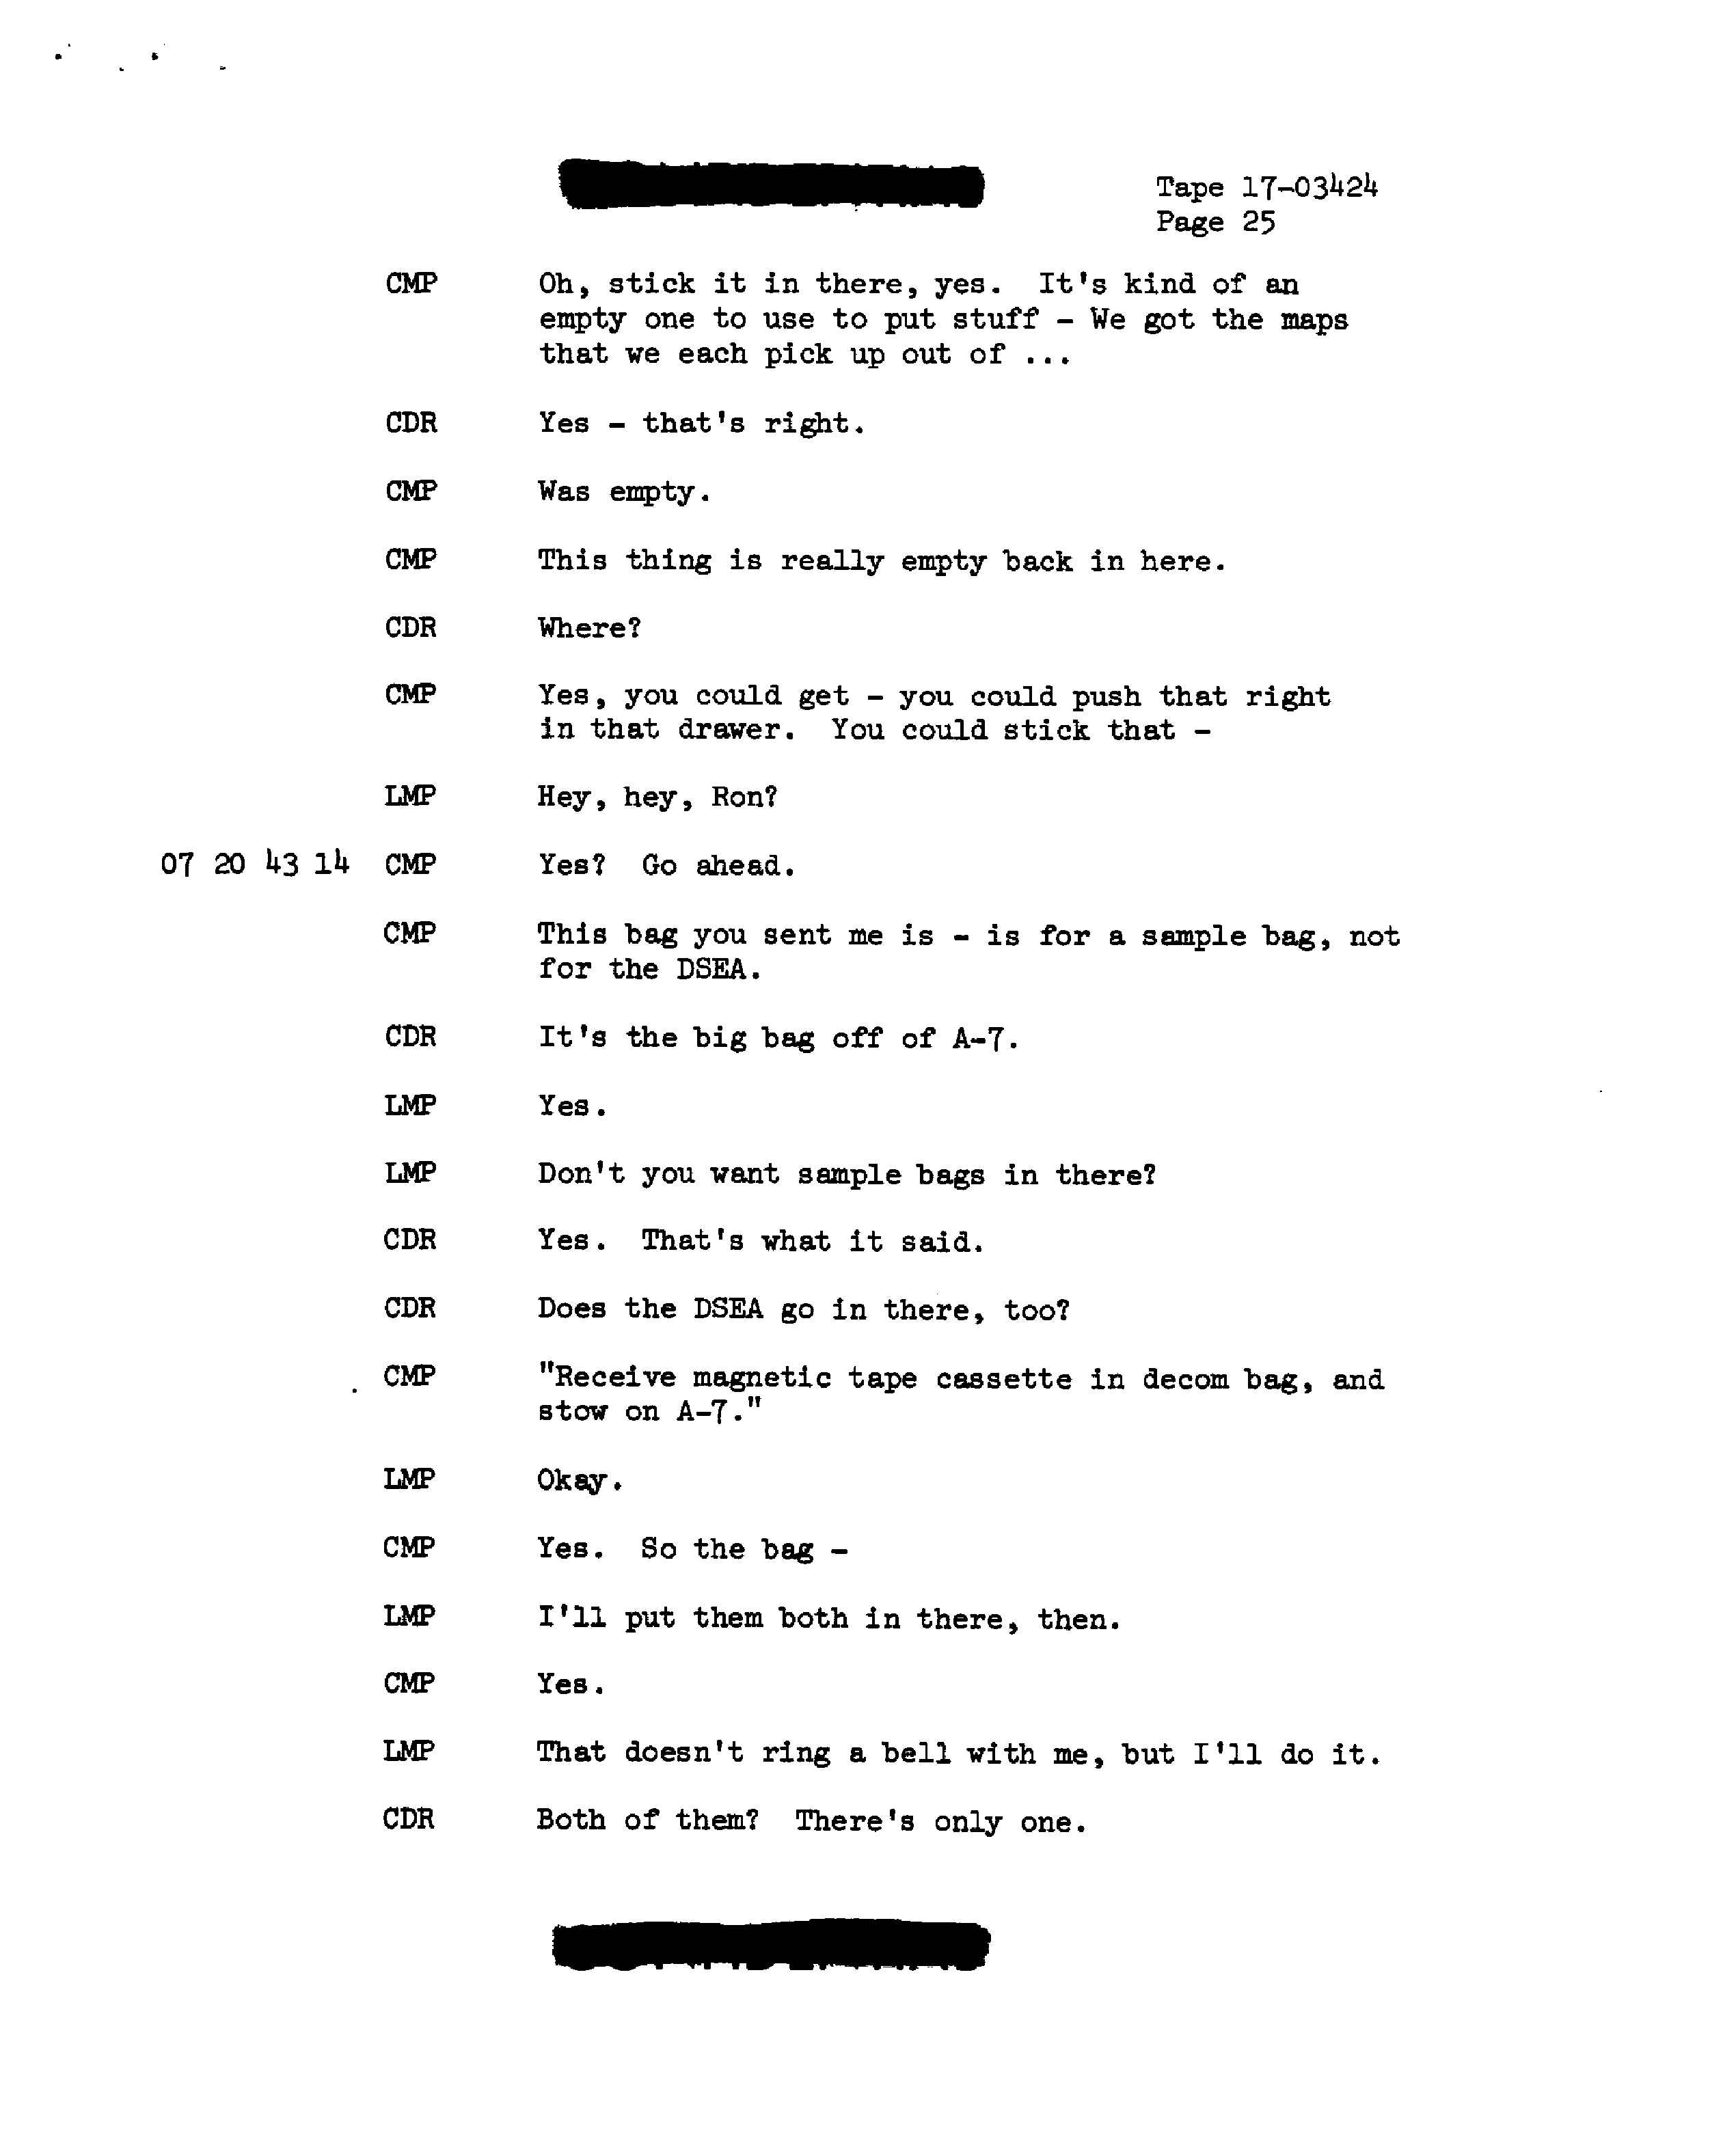 Tape 17-03424
Page 25
CMP Oh, stick it in there, yes. It's kind of an
empty one to use to put stuff - We got the maps
that we each pick up out of ...
CDR Yes - that's right.
CMP Was empty.
CMP This thing is really empty back in here.
CDR Where?
CMP Yes, you could get - you could push that right
in that drawer. You could stick that -
LMP Hey, hey, Ron?
07 20 43 14 CMP Yes? Go ahead.
CMP This bag you sent me is - is for a sample bag, not
for the DSEA.
CDR It's the big bag off of A-7.
LMP Yes.
LMP Don't you want sample bags in there?
CDR Yes. That's what it said.
CDR Does the DSEA go in there, too?
CMP "Receive magnetic tape cassette in decom bag, and
stow on A-7."
LMP Okay.
CMP Yes. So the bag -
LMP I'll put them both in there, then.
CMP Yes.
LMP That doesn't ring a bell with me, but I'll do it.
CDR Both of them? There's only one.